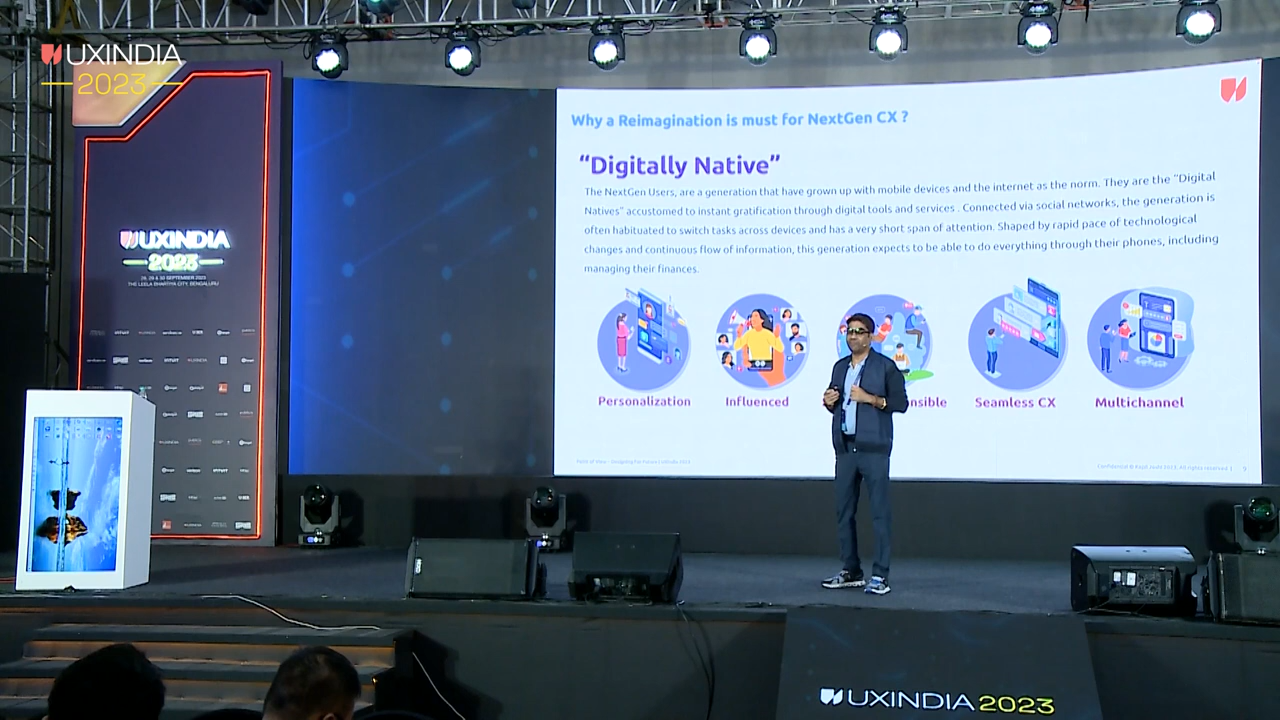 UXINDIA
2023
UXINDIA
2023
28, 29 & 30 SEPTEMBER 2023
THE LEELA BHARTIYA CITY, BENGALURU
Why a Reimagination is must for NextGen CX ?
“Digitally Native”
The NextGen Users, are a generation that have grown up with mobile devices and the internet as the norm. They are the “Digital
Natives” accustomed to instant gratification through digital tools and services . Connected via social networks, the generation is
often habituated to switch tasks across devices and has a very short span of attention. Shaped by rapid pace of technological
changes and continuous flow of information, this generation expects to be able to do everything through their phones, including
managing their finances.
Personalization
Influenced
Seamless CX
Multichannel
UXINDIA 2023